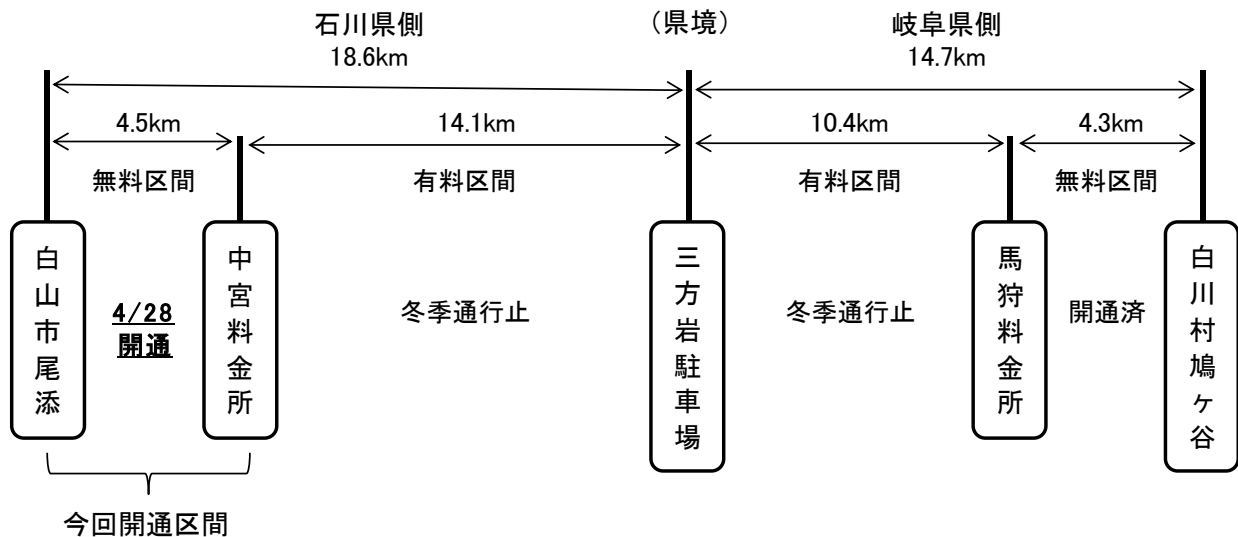 石川県側
18.6km
（県境）
岐阜県側
14.7km
4.5km
14.1km
10.4km
4.3km
無料区間
有料区間
有料区間
無料区間
白山市尾添
4/28
開通
中宮料金所
冬季通行止
三方岩駐車場
冬季通行止
馬狩料金所
開通済
白川村鳩ヶ谷
今回開通区間